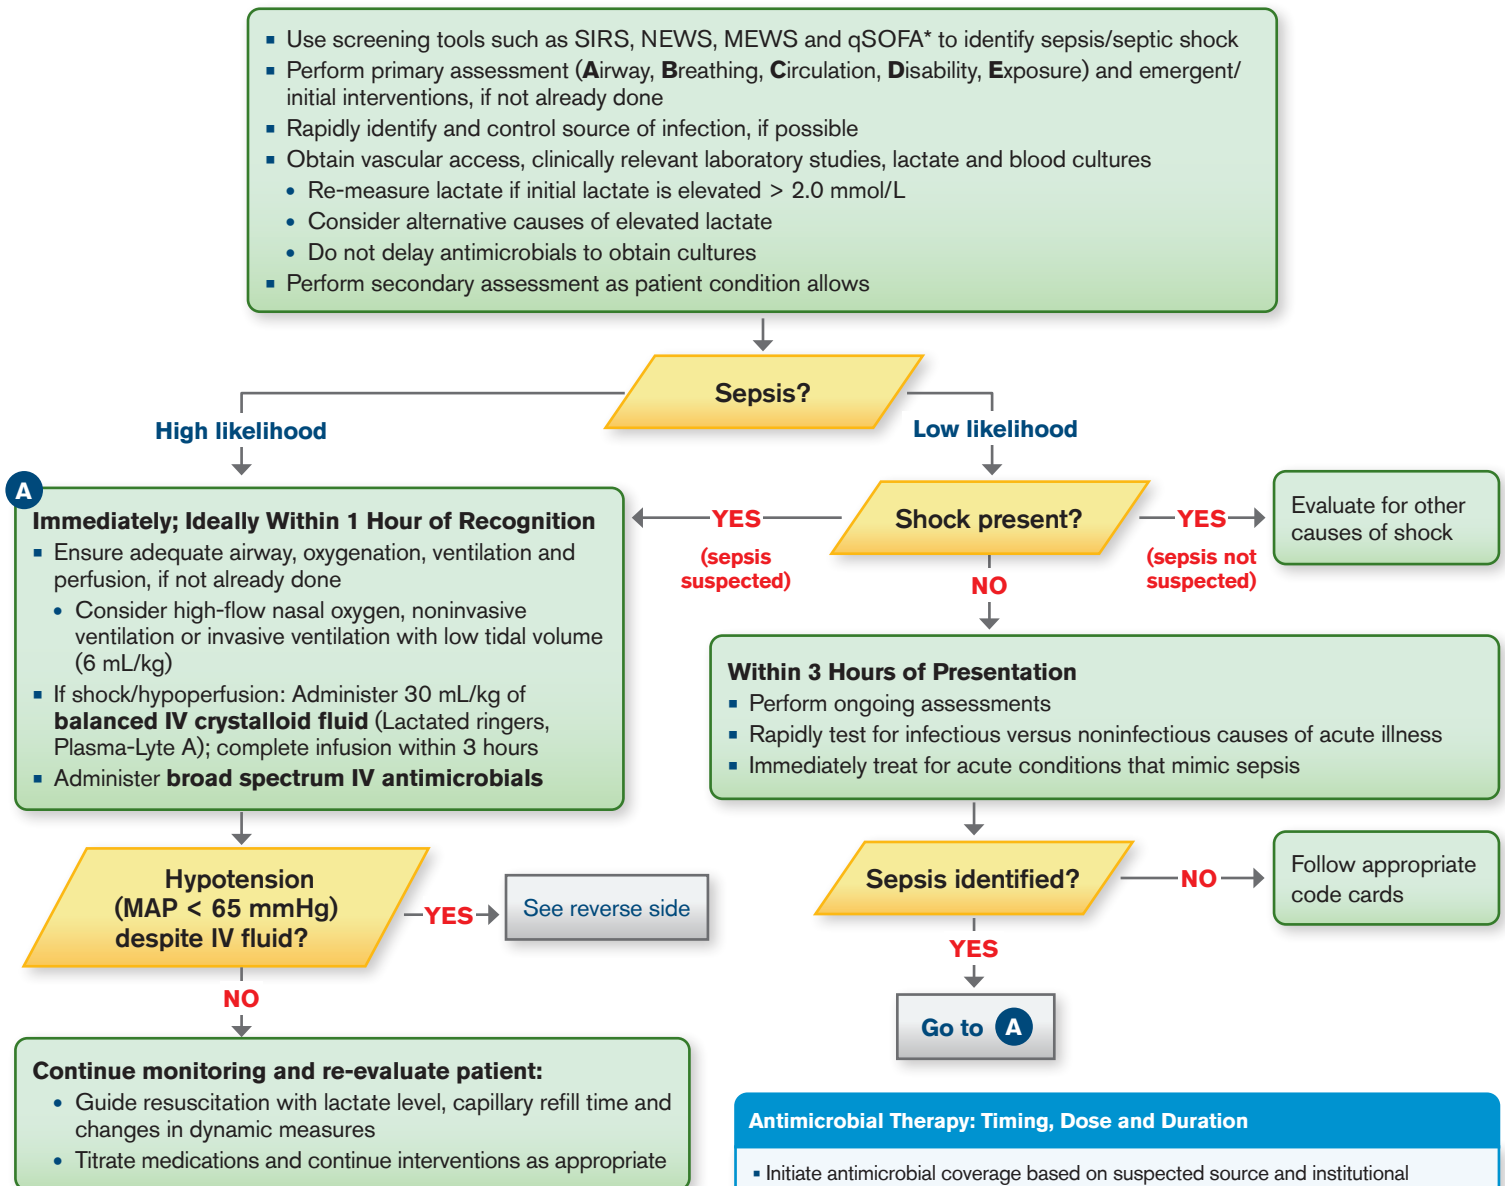 ▪ Use screening tools such as SIRS, NEWS, MEWS and qSOFA* to identify sepsis/septic shock
▪ Perform primary assessment (Airway, Breathing, Circulation, Disability, Exposure) and emergent/
initial interventions, if not already done
▪ Rapidly identify and control source of infection, if possible
▪ Obtain vascular access, clinically relevant laboratory studies, lactate and blood cultures
• Re-measure lactate if initial lactate is elevated > 2.0 mmol/L
• Consider alternative causes of elevated lactate
• Do not delay antimicrobials to obtain cultures
▪ Perform secondary assessment as patient condition allows
Sepsis?
High likelihood
Low likelihood
A
Immediately; Ideally Within 1 Hour of Recognition
▪ Ensure adequate airway, oxygenation, ventilation and
perfusion, if not already done
• Consider high-flow nasal oxygen, noninvasive
ventilation or invasive ventilation with low tidal volume
(6 mL/kg)
▪ If shock/hypoperfusion: Administer 30 mL/kg of
balanced IV crystalloid fluid (Lactated ringers,
Plasma-Lyte A); complete infusion within 3 hours
▪ Administer broad spectrum IV antimicrobials
YES
(sepsis
suspected)
Shock present?
YES
(sepsis not
suspected)
Evaluate for other
causes of shock
NO
Within 3 Hours of Presentation
▪ Perform ongoing assessments
▪ Rapidly test for infectious versus noninfectious causes of acute illness
▪ Immediately treat for acute conditions that mimic sepsis
Hypotension
(MAP < 65 mmHg)
despite IV fluid?
YES
See reverse side
NO
Sepsis identified?
NO
Follow appropriate
code cards
YES
Go to A
Continue monitoring and re-evaluate patient:
• Guide resuscitation with lactate level, capillary refill time and
changes in dynamic measures
• Titrate medications and continue interventions as appropriate
Antimicrobial Therapy: Timing, Dose and Duration
▪ Initiate antimicrobial coverage based on suspected source and institutional